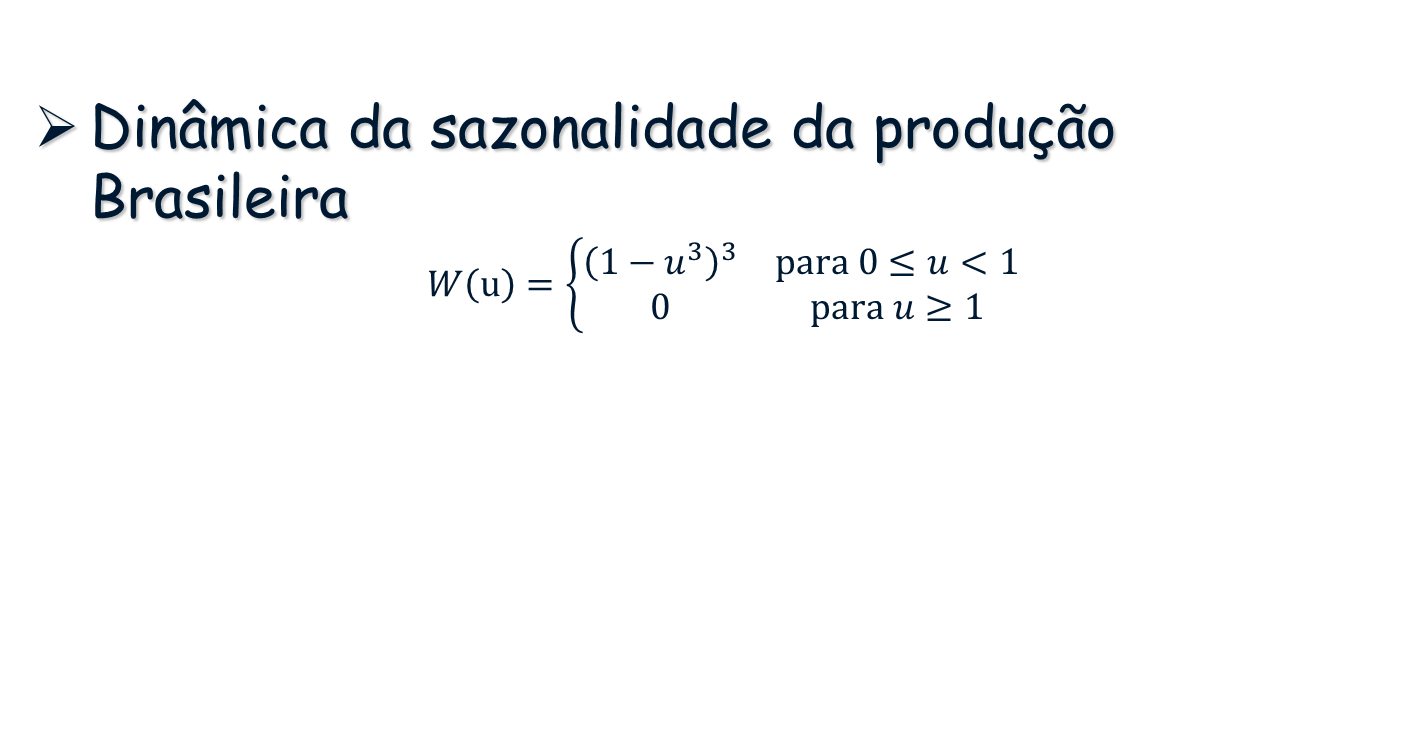 ➢ Dinâmica da sazonalidade da produção
Brasileira
W(u) = { (1 − u³)³ para 0 ≤ u < 1
0 para u ≥ 1